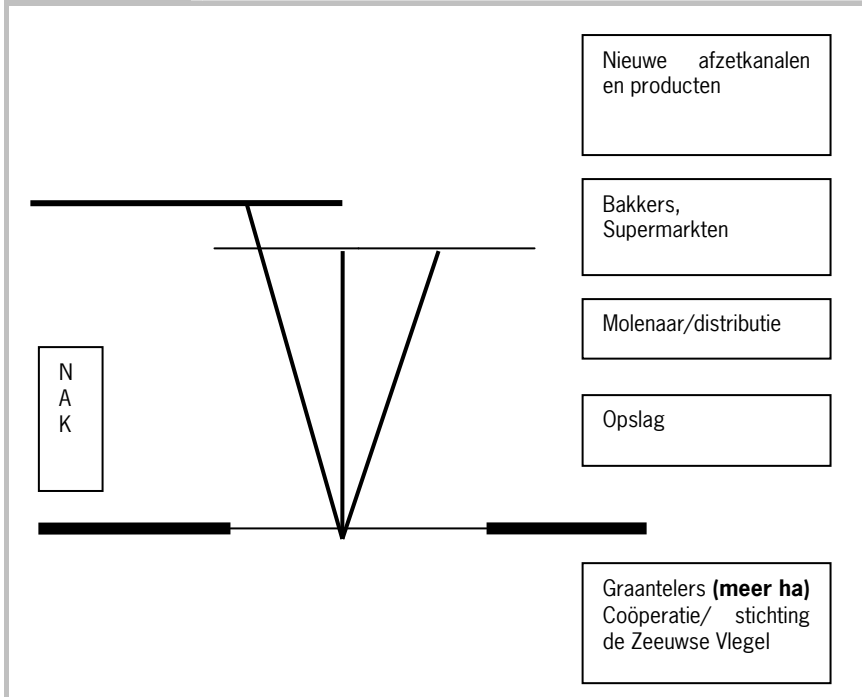 Nieuwe afzetkanalen
en producten
Bakkers,
Supermarkten
Molenaar/distributie
N
A
K
Opslag
Graantelers (meer ha)
Coöperatie/ stichting
de Zeeuwse Vlegel